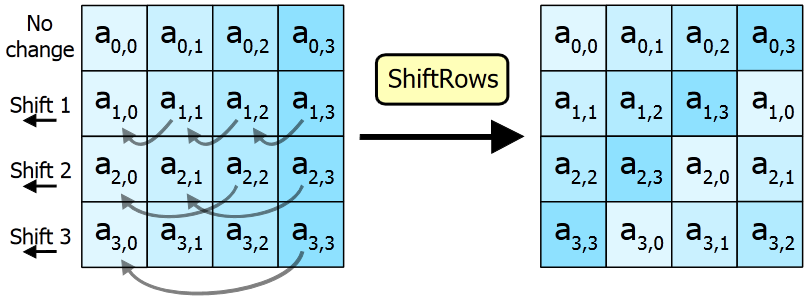 No
change
a0,0 a0,1 a0,2 a0,3
Shift 1
a1,0 a1,1 a1,2 a1,3
Shift 2
a2,0 a2,1 a2,2 a2,3
Shift 3
a3,0 a3,1 a3,2 a3,3
ShiftRows
a0,0 a0,1 a0,2 a0,3
a1,1 a1,2 a1,3 a1,0
a2,2 a2,3 a2,0 a2,1
a3,3 a3,0 a3,1 a3,2